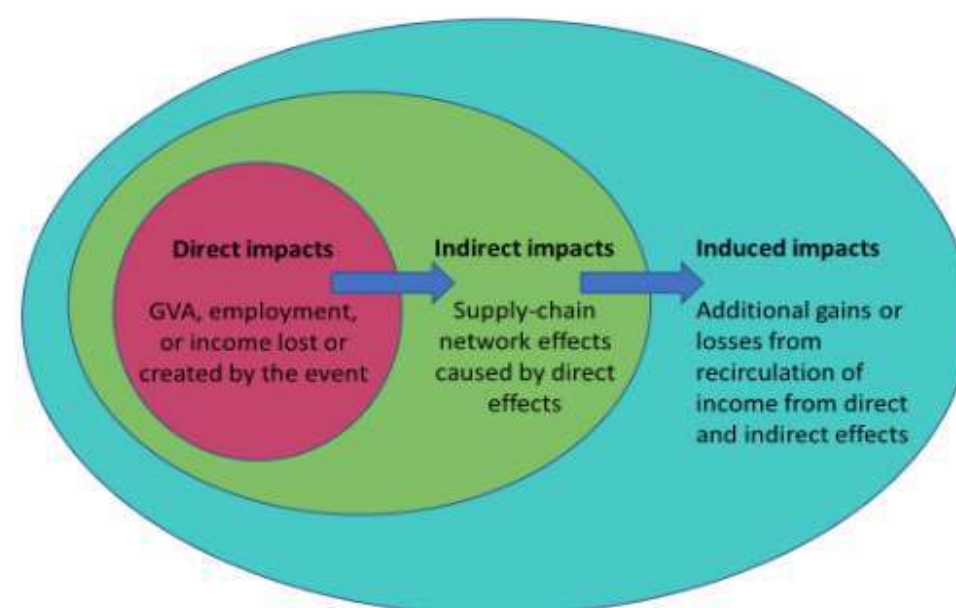 Direct impacts
GVA, employment,
or income lost or
created by the event
Indirect impacts
Supply-chain
network effects
caused by direct
effects
Induced impacts
Additional gains or
losses from
recirculation of
income from direct
and indirect effects